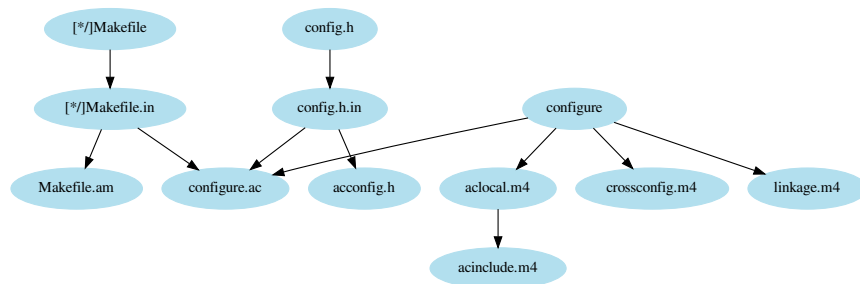 [*/]Makefile
config.h
[*/]Makefile.in
config.h.in
configure
Makefile.am
configure.ac
acconfig.h
aclocal.m4
crossconfig.m4
linkage.m4
acinclude.m4